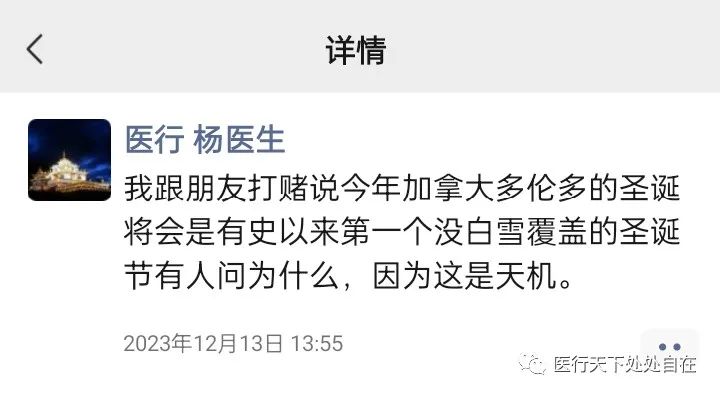 详情
医行 杨医生
我跟朋友打赌说今年加拿大多伦多的圣诞
将会是有史以来第一个没白雪覆盖的圣诞
节有人问为什么，因为这是天机。
2023年12月13日 13:55
医行天下处处自在